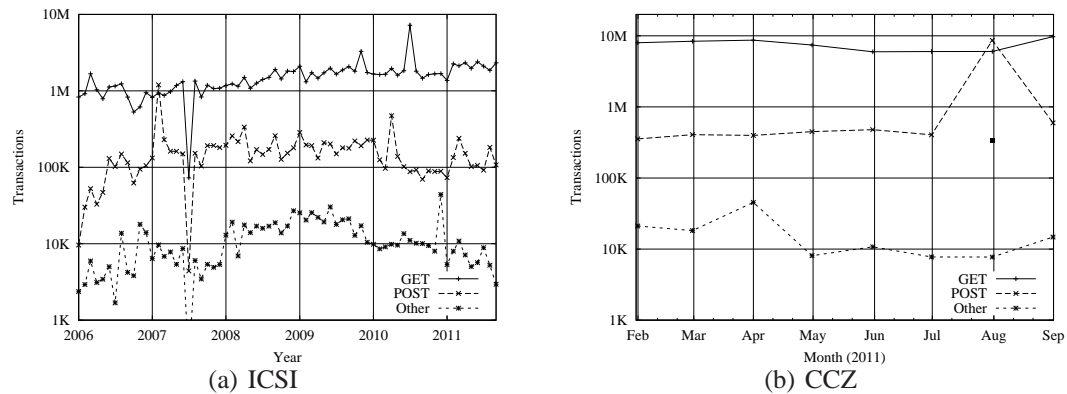 10M
1M
100K
10K
1K
Transactions
GET
POST
Other
2006 2007 2008 2009 2010 2011
Year
(a) ICSI
10M
1M
100K
10K
1K
Transactions
GET
POST
Other
Feb Mar Apr May Jun Jul Aug Sep
Month (2011)
(b) CCZ